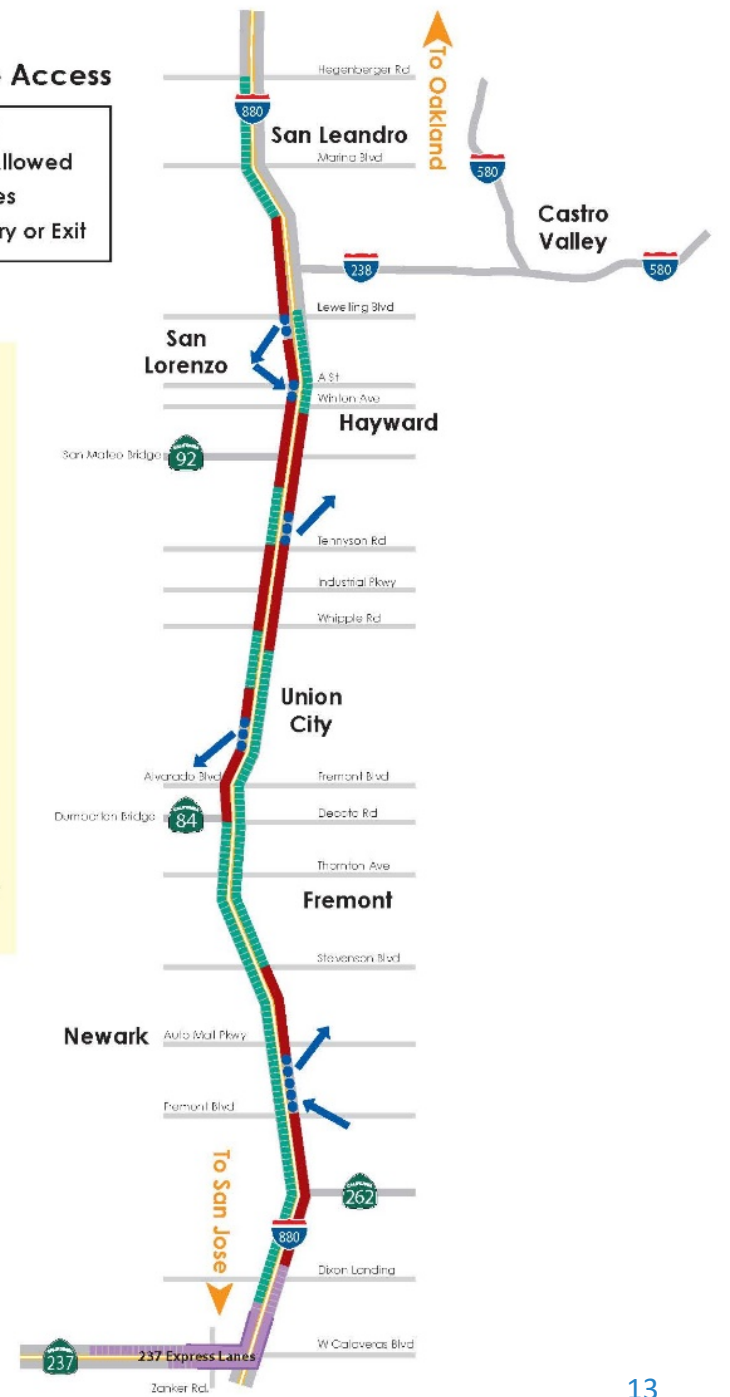 Access
llowed
es
ry or Exit
To Oakland
Hegenberger Rd
880
San Leandro
Marina Blvd
580
Castro
Valley
238
580
Lewelling Blvd
San
Lorenzo
A St
Winton Ave
Hayward
San Mateo Bridge
92
Tennyson Rd
Industrial Pkwy
Whipple Rd
Union
City
Alvarado Blvd
Fremont Blvd
Dumbarton Bridge
84
Decoto Rd
Thornton Ave
Fremont
Stevenson Blvd
Newark
Auto Mall Pkwy
Fremont Blvd
To San Jose
262
880
Dixon Landing
W Calaveras Blvd
237
237 Express Lanes
Zanker Rd.
13